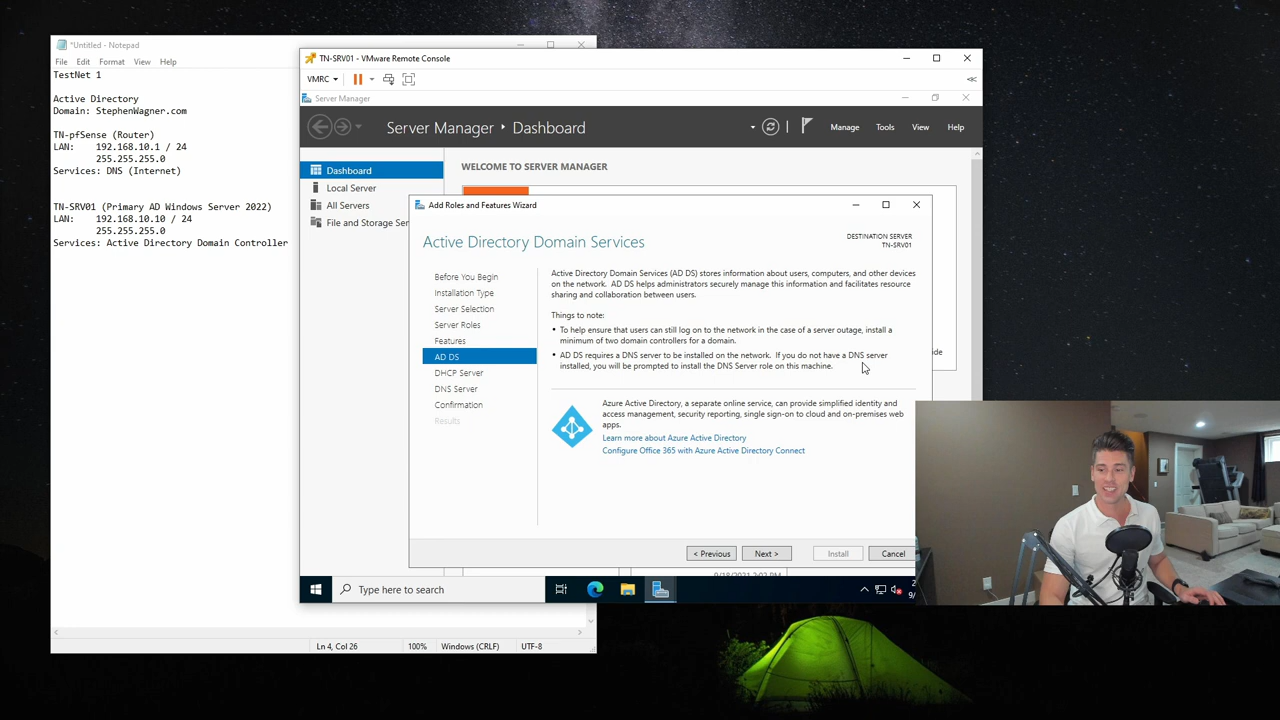 *Untitled - Notepad
File Edit Format View Help
TestNet 1
Active Directory
Domain: StephenWagner.com
TN-pfSense (Router)
LAN: 192.168.10.1 / 24
255.255.255.0
Services: DNS (Internet)
TN-SRV01 (Primary AD Windows Server 2022)
LAN: 192.168.10.10 / 24
255.255.255.0
Services: Active Directory Domain Controller
Ln 4, Col 26 100% Windows (CRLF) UTF-8
TN-SRV01 - VMware Remote Console
VMRC
Server Manager
Server Manager Dashboard
Manage Tools View Help
Dashboard
Local Server
All Servers
File and Storage Ser
WELCOME TO SERVER MANAGER
Add Roles and Features Wizard
Active Directory Domain Services
DESTINATION SERVER
TN-SRV01
Before You Begin
Installation Type
Server Selection
Server Roles
Features
AD DS
DHCP Server
DNS Server
Confirmation
Results
Active Directory Domain Services (AD DS) stores information about users, computers, and other devices
on the network. AD DS helps administrators securely manage this information and facilitates resource
sharing and collaboration between users.
Things to note:
• To help ensure that users can still log on to the network in the case of a server outage, install a
minimum of two domain controllers for a domain.
• AD DS requires a DNS server to be installed on the network. If you do not have a DNS server
installed, you will be prompted to install the DNS Server role on this machine.
Azure Active Directory, a separate online service, can provide simplified identity and
access management, security reporting, single sign-on to cloud and on-premises web
apps.
Learn more about Azure Active Directory
Configure Office 365 with Azure Active Directory Connect
< Previous Next > Install Cancel
Type here to search